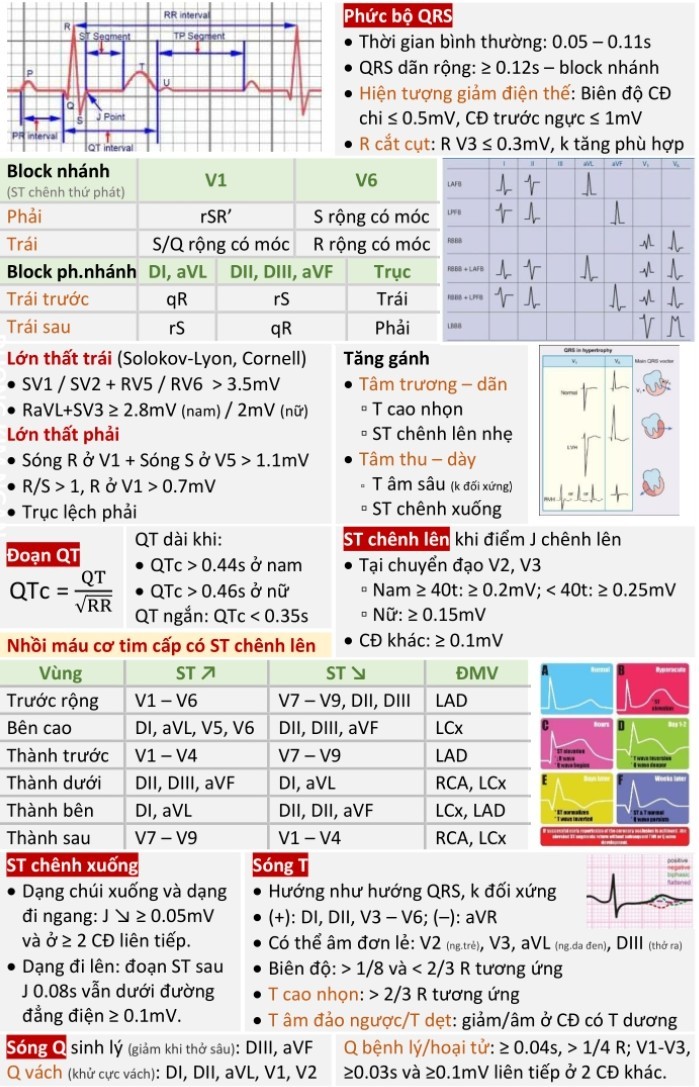 RR interval
R
ST Segment
TP Segment
P
T
U
Q
S
J Point
PR interval
QT interval
Phức bộ QRS
• Thời gian bình thường: 0.05 – 0.11s
• QRS dãn rộng: ≥ 0.12s – block nhánh
• Hiện tượng giảm điện thế: Biên độ CĐ
chi ≤ 0.5mV, CĐ trước ngực ≤ 1mV
• R cắt cụt: R V3 ≤ 0.3mV, k tăng phù hợp
Block nhánh V1 V6
(ST chênh thứ phát)
Phải rSR’ S rộng có móc
Trái S/Q rộng có móc R rộng có móc
Block ph.nhánh DI, aVL DII, DIII, aVF Trục
Trái trước qR rS Trái
Trái sau rS qR Phải
I II III aVL aVF V₁ V₆
LAFB
LPFB
RBBB
RBBB + LAFB
RBBB + LPFB
LBBB
Lớn thất trái (Solokov-Lyon, Cornell)
• SV1 / SV2 + RV5 / RV6 > 3.5mV
• RaVL+SV3 ≥ 2.8mV (nam) / 2mV (nữ)
Lớn thất phải
• Sóng R ở V1 + Sóng S ở V5 > 1.1mV
• R/S > 1, R ở V1 > 0.7mV
• Trục lệch phải
Tăng gánh
• Tâm trương – dãn
▫ T cao nhọn
▫ ST chênh lên nhẹ
• Tâm thu – dày
▫ T âm sâu (k đối xứng)
▫ ST chênh xuống
QRS in hypertrophy
V₁ V₆ Main QRS vector
Normal
LVH
RVH or or
Đoạn QT
QTc = QT / √RR
QT dài khi:
• QTc > 0.44s ở nam
• QTc > 0.46s ở nữ
QT ngắn: QTc < 0.35s
ST chênh lên khi điểm J chênh lên
• Tại chuyển đạo V2, V3
▫ Nam ≥ 40t: ≥ 0.2mV; < 40t: ≥ 0.25mV
▫ Nữ: ≥ 0.15mV
• CĐ khác: ≥ 0.1mV
Nhồi máu cơ tim cấp có ST chênh lên
Vùng ST ↗ ST ↘ ĐMV
Trước rộng V1 – V6 V7 – V9, DII, DIII LAD
Bên cao DI, aVL, V5, V6 DII, DIII, aVF LCx
Thành trước V1 – V4 V7 – V9 LAD
Thành dưới DII, DIII, aVF DI, aVL RCA, LCx
Thành bên DI, aVL DII, DII, aVF LCx, LAD
Thành sau V7 – V9 V1 – V4 RCA, LCx
A Normal
B Hyperacute
ST elevation
C Hours
ST elevation
R wave
Q wave begins
D Day 1-2
T wave inversion
Q wave deeper
E Days later
ST normalizes
T wave inverted
F Weeks later
ST & T normal
Q wave persists
ST chênh xuống
• Dạng chúi xuống và dạng
đi ngang: J ↘ ≥ 0.05mV
và ở ≥ 2 CĐ liên tiếp.
• Dạng đi lên: đoạn ST sau
J 0.08s vẫn dưới đường
đẳng điện ≥ 0.1mV.
Sóng T
• Hướng như hướng QRS, k đối xứng
• (+): DI, DII, V3 – V6; (–): aVR
• Có thể âm đơn lẻ: V2 (ng.trẻ), V3, aVL (ng.da đen), DIII (thở ra)
• Biên độ: > 1/8 và < 2/3 R tương ứng
• T cao nhọn: > 2/3 R tương ứng
• T âm đảo ngược/T dẹt: giảm/âm ở CĐ có T dương
positive
negative
biphasic
flattened
Sóng Q sinh lý (giảm khi thở sâu): DIII, aVF
Q vách (khử cực vách): DI, DII, aVL, V1, V2
Q bệnh lý/hoại tử: ≥ 0.04s, > 1/4 R; V1-V3,
≥0.03s và ≥0.1mV liên tiếp ở 2 CĐ khác.